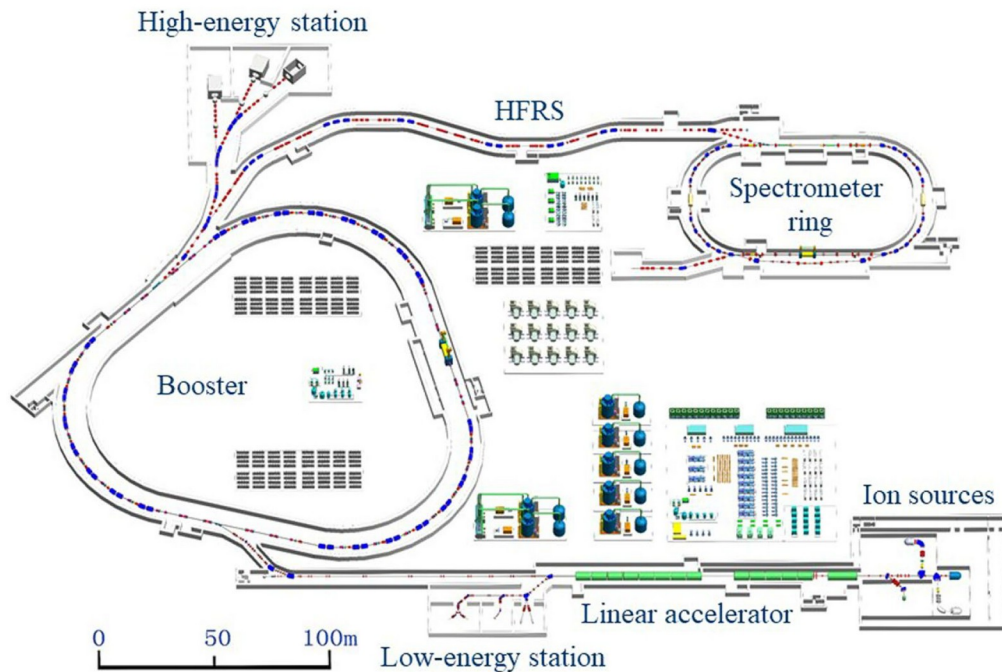 High-energy station
HFRS
Spectrometer
ring
Booster
Ion sources
Linear accelerator
0 50 100m
Low-energy station